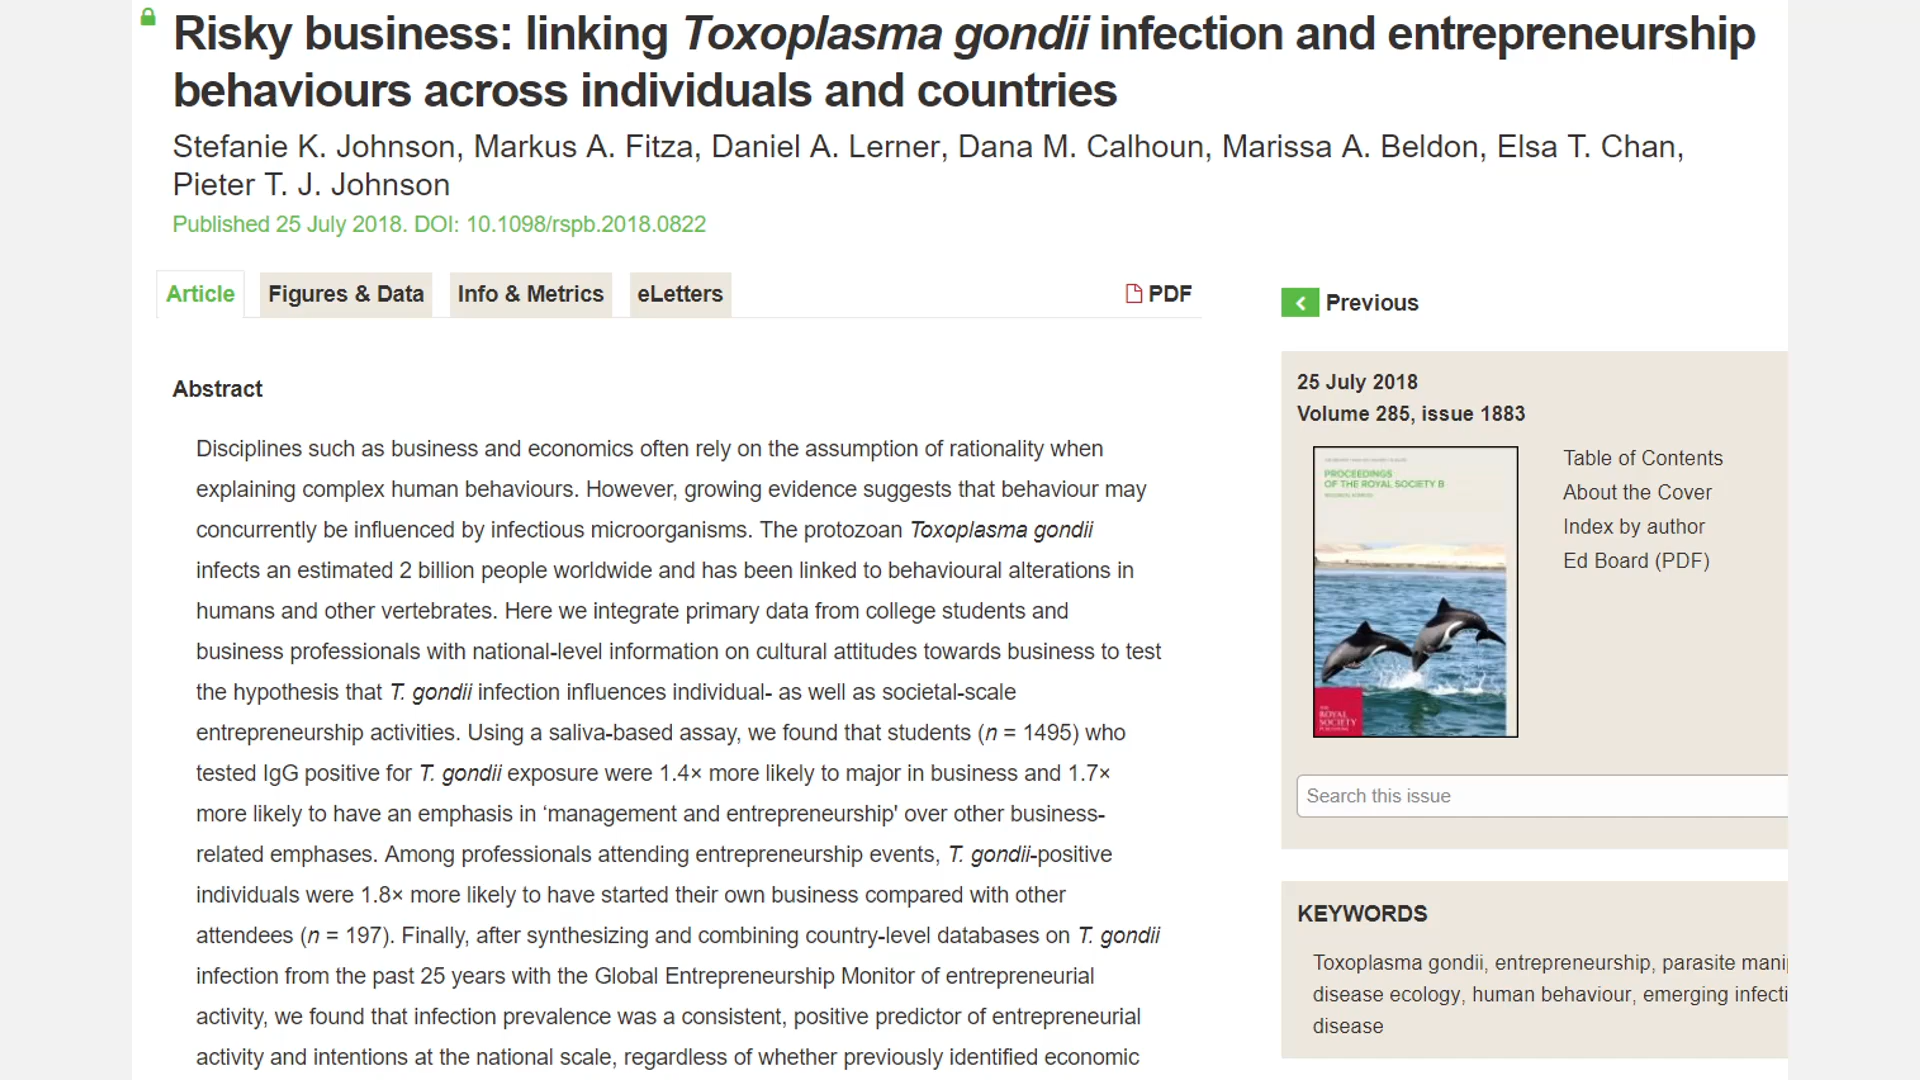 Risky business: linking Toxoplasma gondii infection and entrepreneurship
behaviours across individuals and countries
Stefanie K. Johnson, Markus A. Fitza, Daniel A. Lerner, Dana M. Calhoun, Marissa A. Beldon, Elsa T. Chan,
Pieter T. J. Johnson
Published 25 July 2018. DOI: 10.1098/rspb.2018.0822
Article
Figures & Data
Info & Metrics
eLetters
PDF
Abstract
Disciplines such as business and economics often rely on the assumption of rationality when
explaining complex human behaviours. However, growing evidence suggests that behaviour may
concurrently be influenced by infectious microorganisms. The protozoan Toxoplasma gondii
infects an estimated 2 billion people worldwide and has been linked to behavioural alterations in
humans and other vertebrates. Here we integrate primary data from college students and
business professionals with national-level information on cultural attitudes towards business to test
the hypothesis that T. gondii infection influences individual- as well as societal-scale
entrepreneurship activities. Using a saliva-based assay, we found that students (n = 1495) who
tested IgG positive for T. gondii exposure were 1.4× more likely to major in business and 1.7×
more likely to have an emphasis in ‘management and entrepreneurship' over other business-
related emphases. Among professionals attending entrepreneurship events, T. gondii-positive
individuals were 1.8× more likely to have started their own business compared with other
attendees (n = 197). Finally, after synthesizing and combining country-level databases on T. gondii
infection from the past 25 years with the Global Entrepreneurship Monitor of entrepreneurial
activity, we found that infection prevalence was a consistent, positive predictor of entrepreneurial
activity and intentions at the national scale, regardless of whether previously identified economic
Previous
25 July 2018
Volume 285, issue 1883
PROCEEDINGS
OF THE ROYAL SOCIETY B
THE
ROYAL
SOCIETY
Table of Contents
About the Cover
Index by author
Ed Board (PDF)
Search this issue
KEYWORDS
Toxoplasma gondii, entrepreneurship, parasite mani
disease ecology, human behaviour, emerging infecti
disease